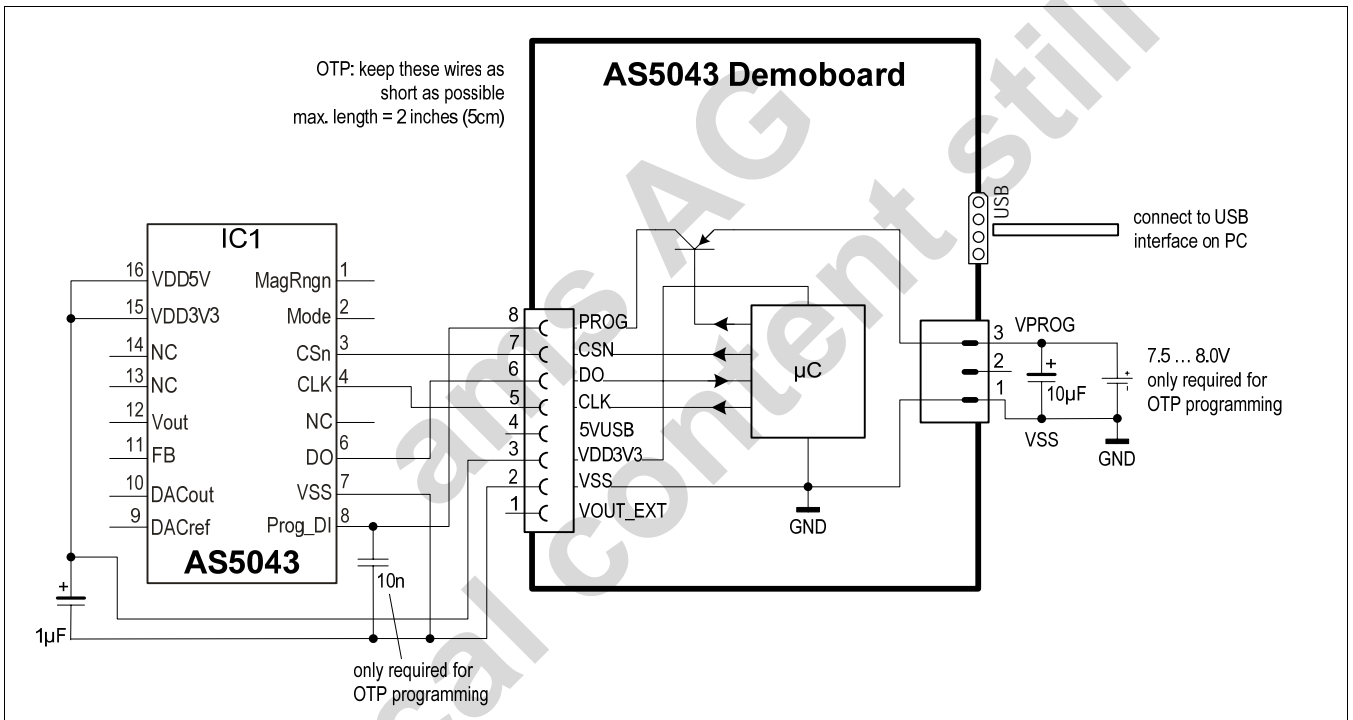 OTP: keep these wires as
short as possible
max. length = 2 inches (5cm)
AS5043 Demoboard
USB
connect to USB
interface on PC
IC1
16 VDD5V
15 VDD3V3
14 NC
13 NC
12 Vout
11 FB
10 DACout
9 DACref
MagRngn 1
Mode 2
CSn 3
CLK 4
NC
DO 6
VSS 7
Prog_DI 8
AS5043
8 PROG
7 CSN
6 DO
5 CLK
4 5VUSB
3 VDD3V3
2 VSS
1 VOUT_EXT
µC
GND
3 VPROG
2
1
+
10µF
VSS
+
-
GND
7.5 ... 8.0V
only required for
OTP programming
+
1µF
10n
only required for
OTP programming
ams AG
cal content still